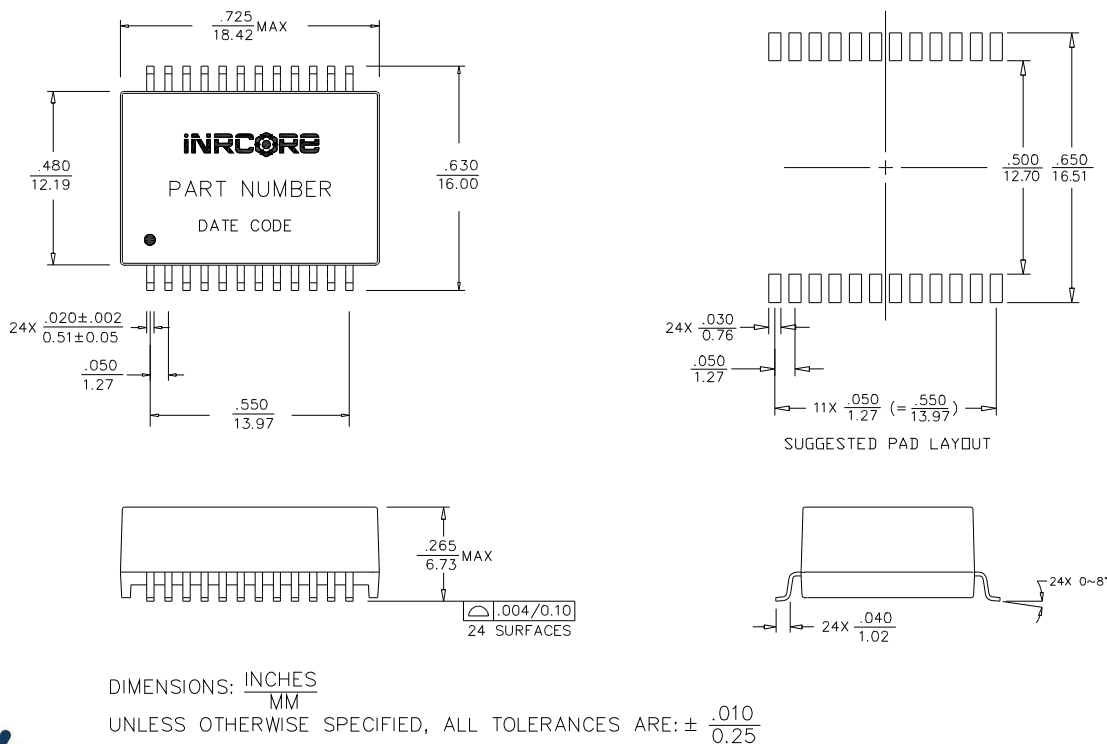 .725
18.42 MAX
iNRCORE
PART NUMBER
DATE CODE
.480
12.19
.630
16.00
24X .020±.002
0.51±0.05
.050
1.27
.550
13.97
.500
12.70
.650
16.51
24X .030
0.76
.050
1.27
11X .050 (= .550 )
1.27 13.97
SUGGESTED PAD LAYOUT
.265
6.73 MAX
.004/0.10
24 SURFACES
24X 0~8°
24X .040
1.02
DIMENSIONS: INCHES
MM
UNLESS OTHERWISE SPECIFIED, ALL TOLERANCES ARE: ± .010
0.25